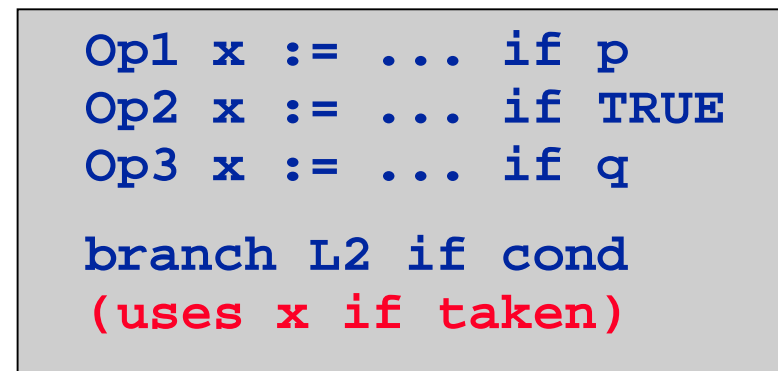 Op1 x := ... if p
Op2 x := ... if TRUE
Op3 x := ... if q
branch L2 if cond
(uses x if taken)